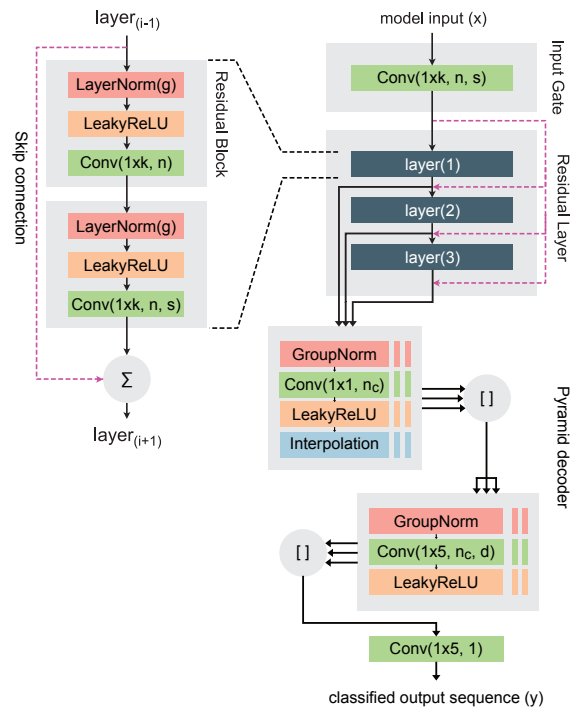 layer(i-1)
LayerNorm(g)
LeakyReLU
Conv(1xk, n)
LayerNorm(g)
LeakyReLU
Conv(1xk, n, s)
Σ
layer(i+1)
Skip connection
Residual Block
model input (x)
Conv(1xk, n, s)
Input Gate
layer(1)
layer(2)
layer(3)
Residual Layer
GroupNorm
Conv(1x1, nc)
LeakyReLU
Interpolation
[ ]
Pyramid decoder
GroupNorm
Conv(1x5, nc, d)
LeakyReLU
[ ]
Conv(1x5, 1)
classified output sequence (y)